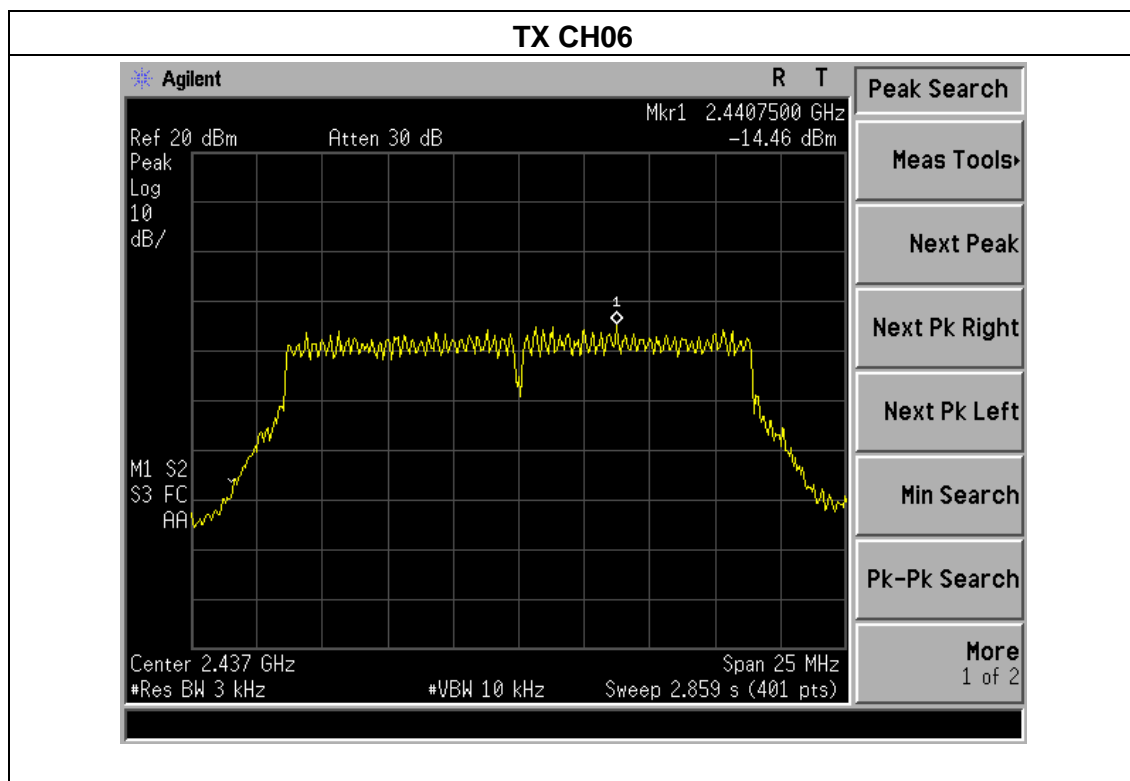 TX CH06
Agilent R T
Mkr1 2.4407500 GHz
Ref 20 dBm Atten 30 dB -14.46 dBm
Peak
Log
10
dB/
1
M1 S2
S3 FC
AA
Center 2.437 GHz Span 25 MHz
#Res BW 3 kHz #VBW 10 kHz Sweep 2.859 s (401 pts)
Peak Search
Meas Tools
Next Peak
Next Pk Right
Next Pk Left
Min Search
Pk-Pk Search
More
1 of 2